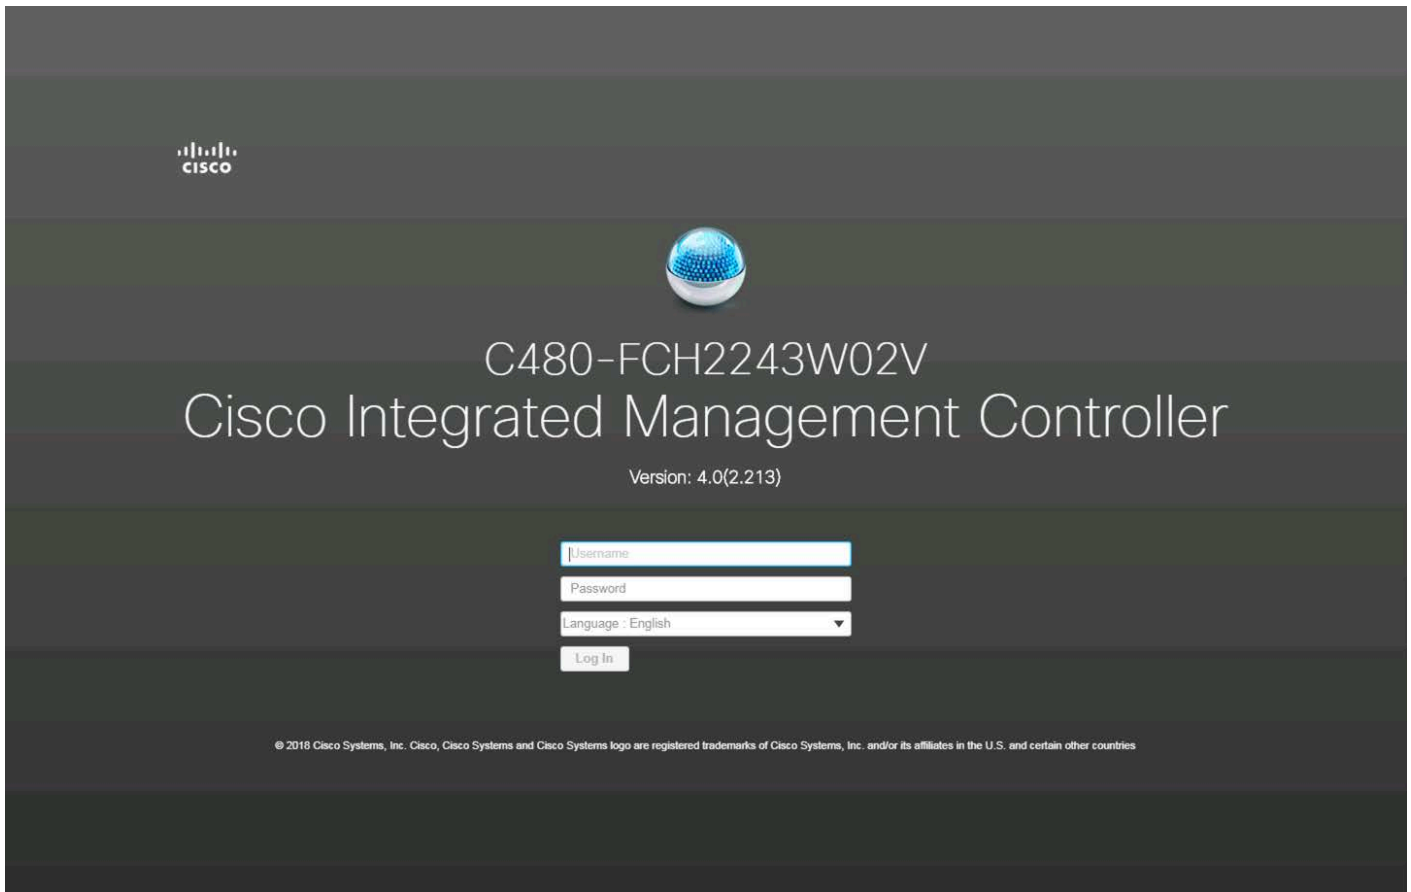 CISCO
C480-FCH2243W02V
Cisco Integrated Management Controller
Version: 4.0(2.213)
Username
Password
Language : English
Log In
© 2018 Cisco Systems, Inc. Cisco, Cisco Systems and Cisco Systems logo are registered trademarks of Cisco Systems, Inc. and/or its affiliates in the U.S. and certain other countries